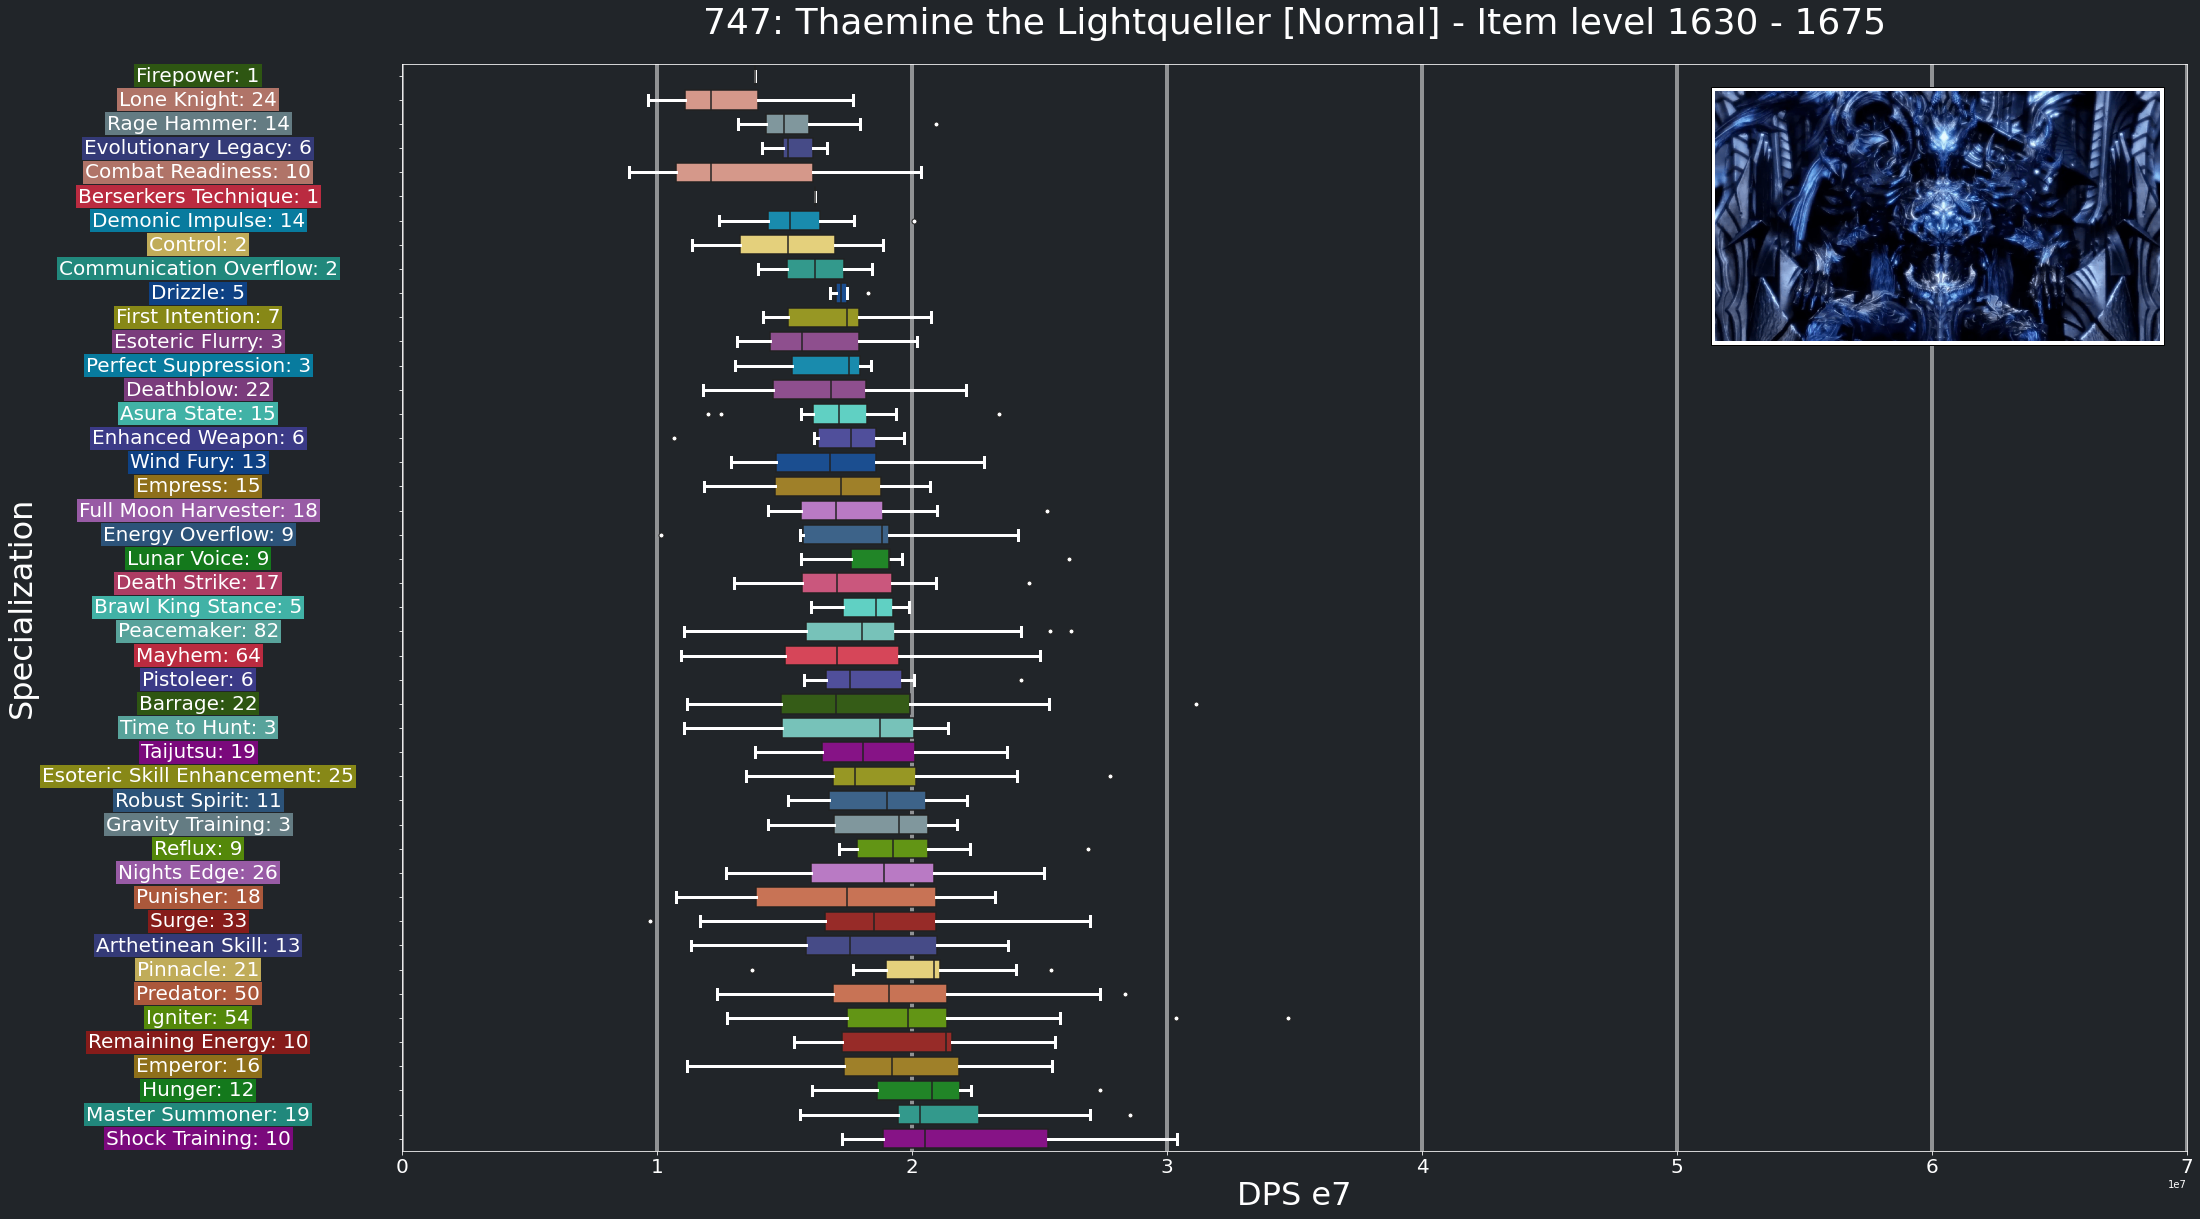 747: Thaemine the Lightqueller [Normal] - Item level 1630 - 1675
Specialization
Firepower: 1
Lone Knight: 24
Rage Hammer: 14
Evolutionary Legacy: 6
Combat Readiness: 10
Berserkers Technique: 1
Demonic Impulse: 14
Control: 2
Communication Overflow: 2
Drizzle: 5
First Intention: 7
Esoteric Flurry: 3
Perfect Suppression: 3
Deathblow: 22
Asura State: 15
Enhanced Weapon: 6
Wind Fury: 13
Empress: 15
Full Moon Harvester: 18
Energy Overflow: 9
Lunar Voice: 9
Death Strike: 17
Brawl King Stance: 5
Peacemaker: 82
Mayhem: 64
Pistoleer: 6
Barrage: 22
Time to Hunt: 3
Taijutsu: 19
Esoteric Skill Enhancement: 25
Robust Spirit: 11
Gravity Training: 3
Reflux: 9
Nights Edge: 26
Punisher: 18
Surge: 33
Arthetinean Skill: 13
Pinnacle: 21
Predator: 50
Igniter: 54
Remaining Energy: 10
Emperor: 16
Hunger: 12
Master Summoner: 19
Shock Training: 10
0 1 2 3 4 5 6 7
1e7
DPS e7